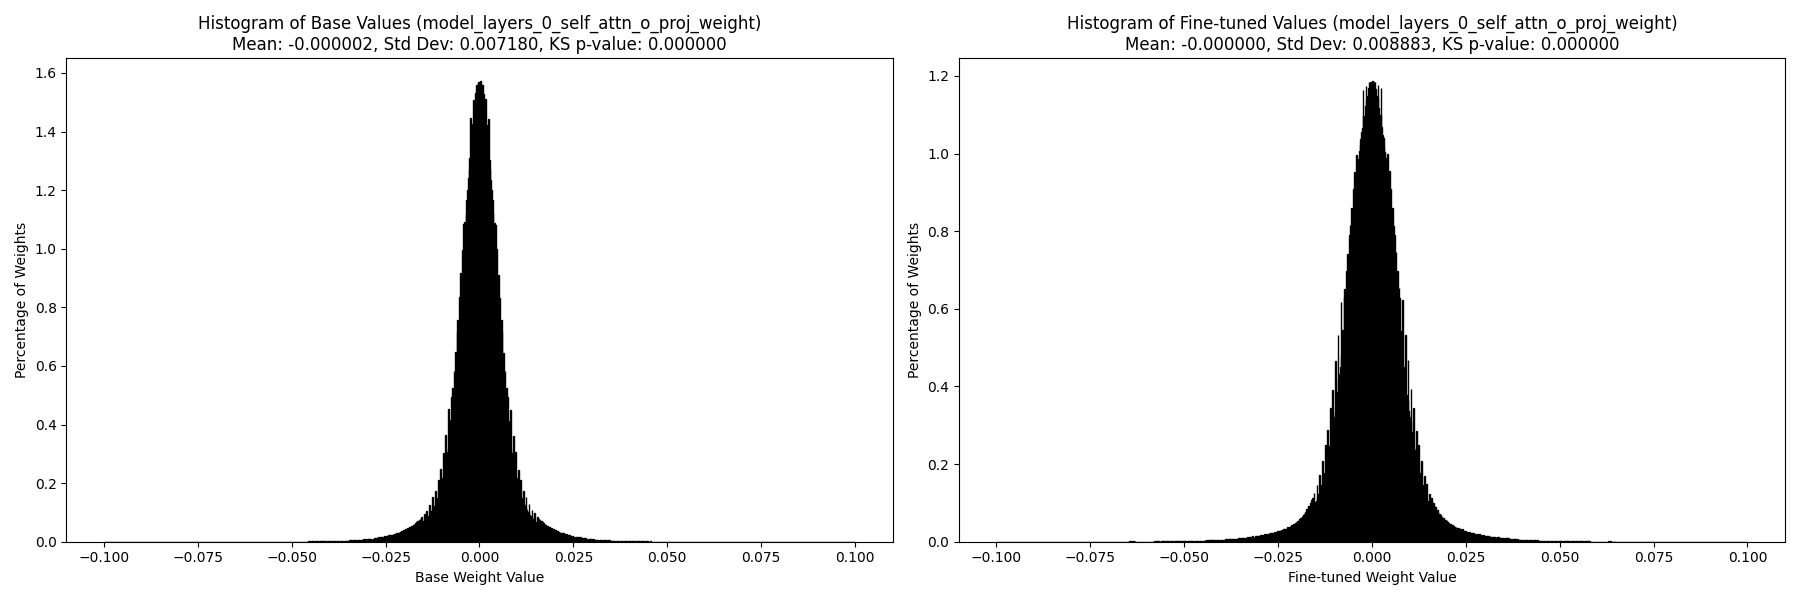 Histogram of Base Values (model_layers_0_self_attn_o_proj_weight)
Mean: -0.000002, Std Dev: 0.007180, KS p-value: 0.000000
1.6
1.4
1.2
1.0
0.8
0.6
0.4
0.2
0.0
Percentage of Weights
−0.100 −0.075 −0.050 −0.025 0.000 0.025 0.050 0.075 0.100
Base Weight Value
Histogram of Fine-tuned Values (model_layers_0_self_attn_o_proj_weight)
Mean: -0.000000, Std Dev: 0.008883, KS p-value: 0.000000
1.2
1.0
0.8
0.6
0.4
0.2
0.0
Percentage of Weights
−0.100 −0.075 −0.050 −0.025 0.000 0.025 0.050 0.075 0.100
Fine-tuned Weight Value